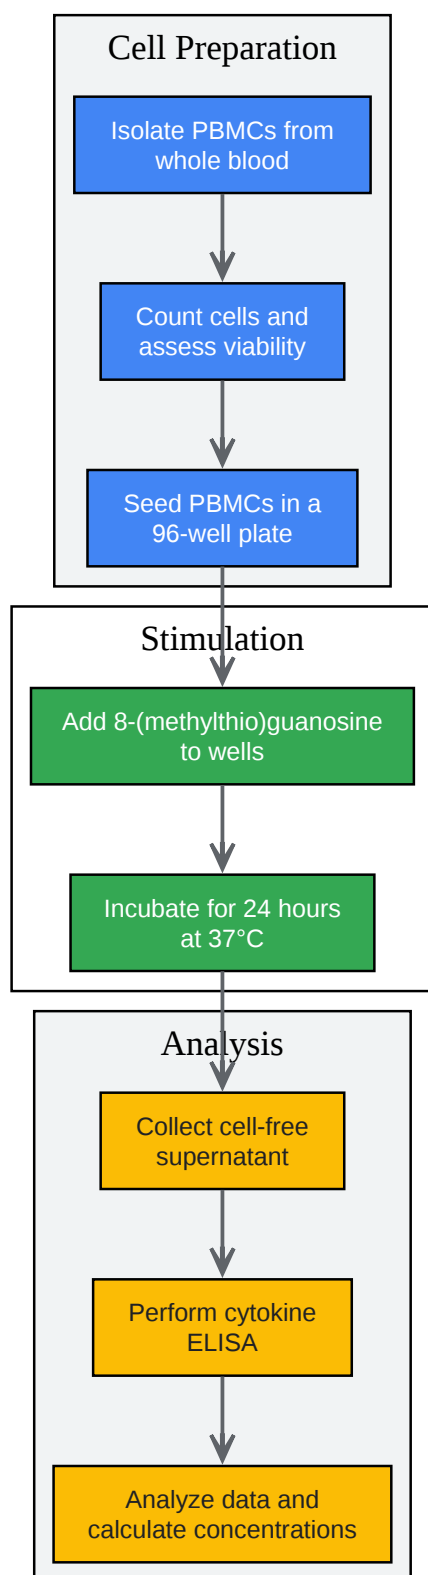 Cell Preparation
Isolate PBMCs from
whole blood
Count cells and
assess viability
Seed PBMCs in a
96-well plate
Stimulation
Add 8-(methylthio)guanosine
to wells
Incubate for 24 hours
at 37°C
Analysis
Collect cell-free
supernatant
Perform cytokine
ELISA
Analyze data and
calculate concentrations